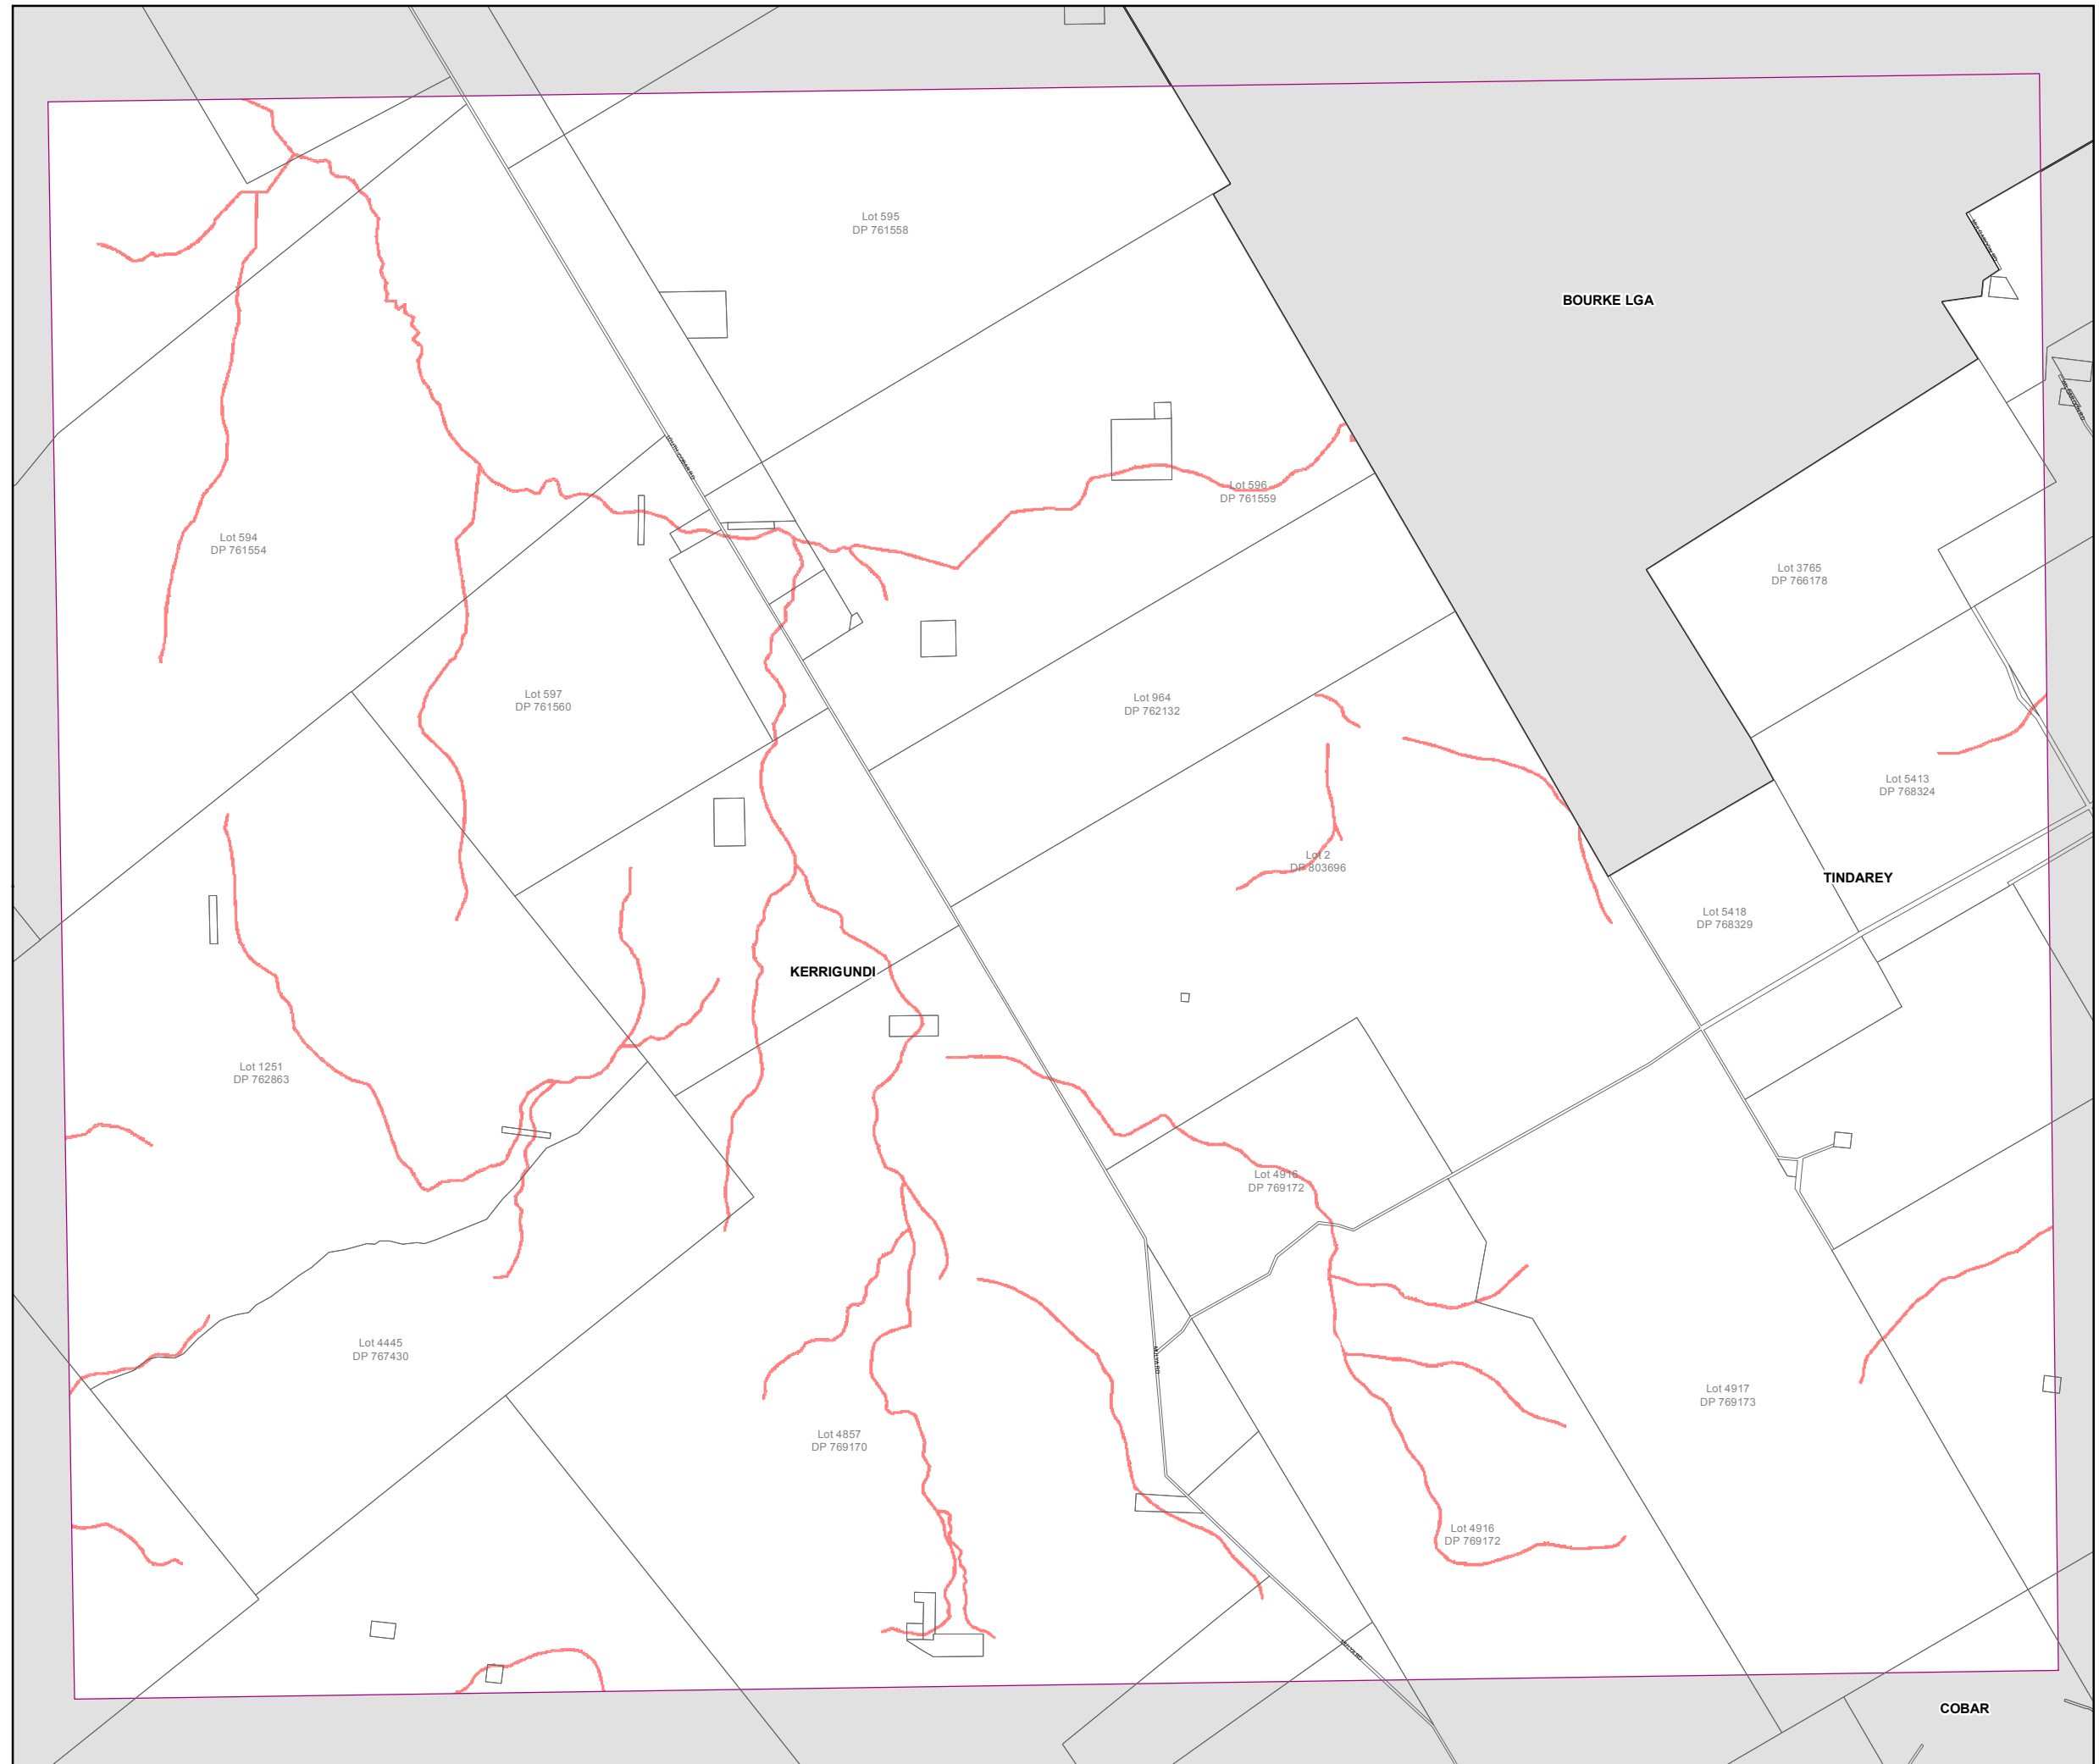 Lot 595
DP 761558
BOURKE LGA
Lot 596
DP 761559
Lot 594
DP 761554
Lot 3765
DP 766178
Lot 597
DP 761560
Lot 964
DP 762132
Lot 5413
DP 768324
Lot 2
DP 803696
TINDAREY
Lot 5418
DP 768329
KERRIGUNDI
Lot 1251
DP 762863
Lot 4916
DP 769172
Lot 4445
DP 767430
Lot 4917
DP 769173
Lot 4857
DP 769170
Lot 4916
DP 769172
COBAR